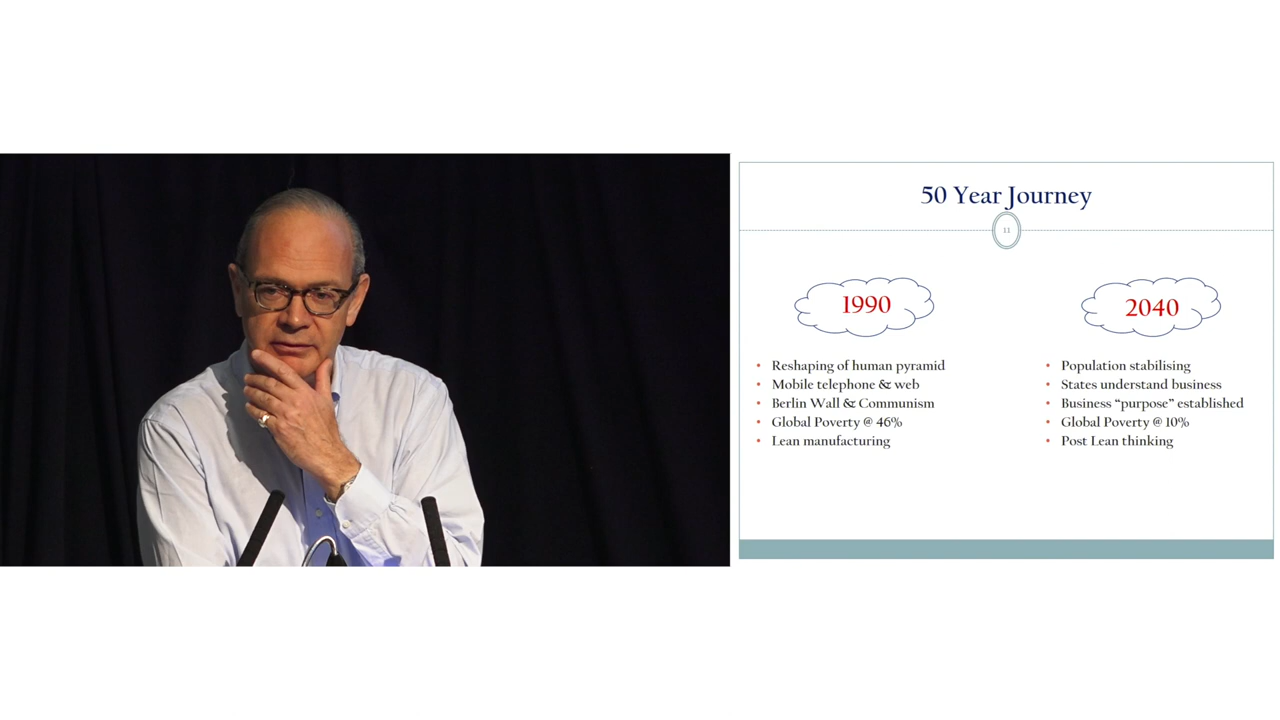 50 Year Journey
11
1990
Reshaping of human pyramid
Mobile telephone & web
Berlin Wall & Communism
Global Poverty @ 46%
Lean manufacturing
2040
Population stabilising
States understand business
Business “purpose” established
Global Poverty @ 10%
Post Lean thinking